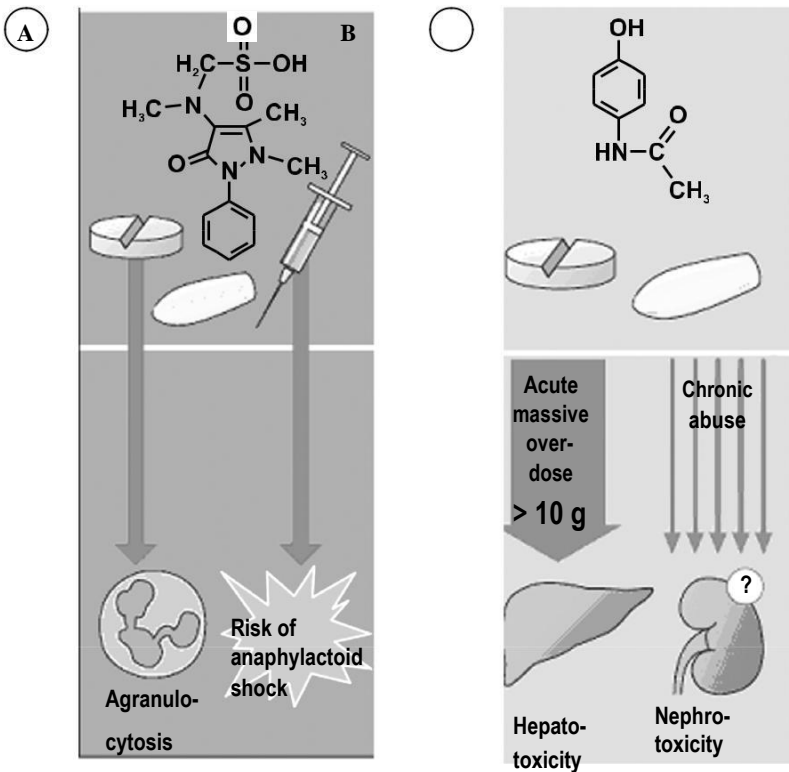 A
B
O
H₂C S OH
O
H₃C N
CH₃
O
N
N CH₃
Agranulo-
cytosis
Risk of
anaphylactoid
shock
OH
O
HN C
CH₃
Acute
massive
over-
dose
> 10 g
Chronic
abuse
?
Hepato-
toxicity
Nephro-
toxicity